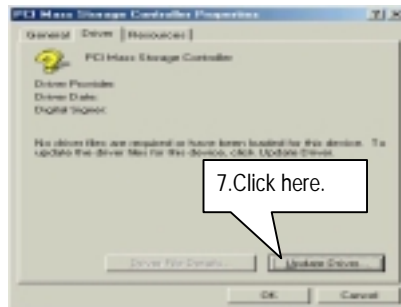 PCI Mass Storage Controller Properties
General Driver Resources
PCI Mass Storage Controller
Driver Provider:
Driver Date:
Digital Signer:
No driver files are required or have been loaded for this device. To
update the driver files for this device, click Update Driver.
7.Click here.
Driver File Details... Update Driver...
OK Cancel